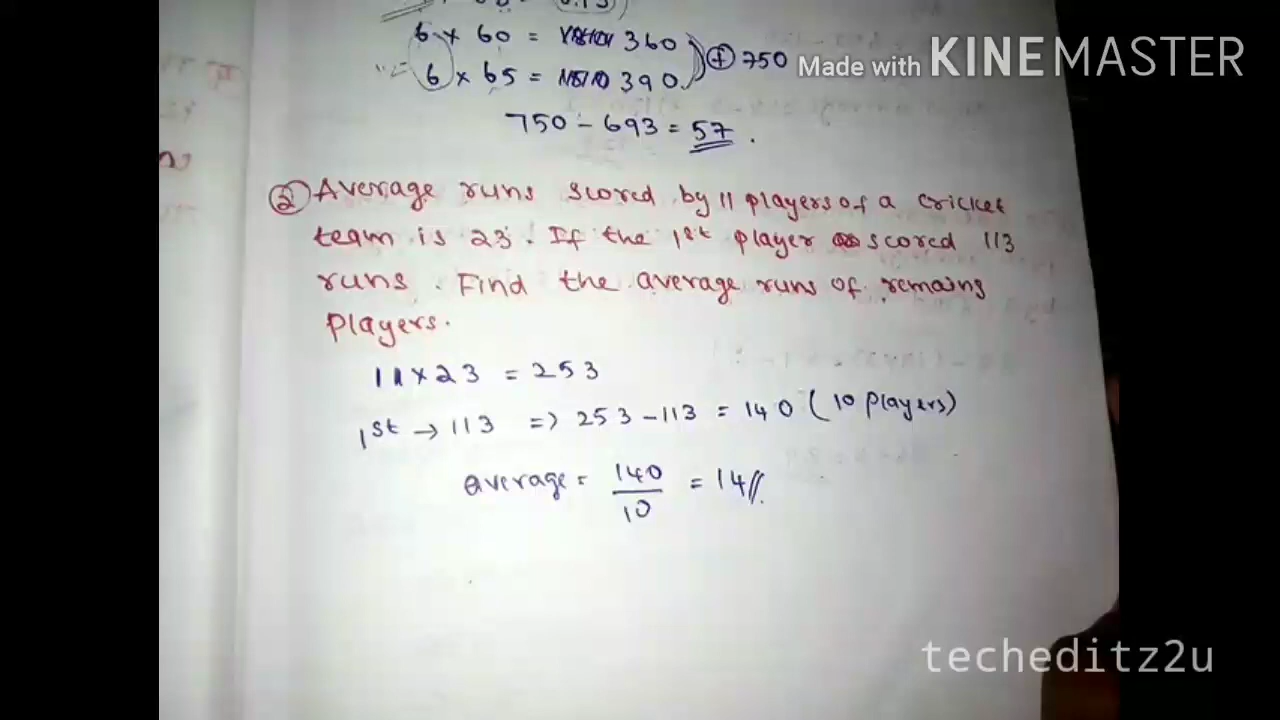 6 × 60 = 360
6 × 65 = 390
+ 750
750 – 693 = 57.
Made with KINEMASTER
② Average runs scored by 11 players of a cricket
team is 23. If the 1st player scored 113
runs. Find the average runs of remains
players.
11 × 23 = 253
1st → 113 => 253 – 113 = 140 (10 players)
average = 140/10 = 14//
techeditz2u